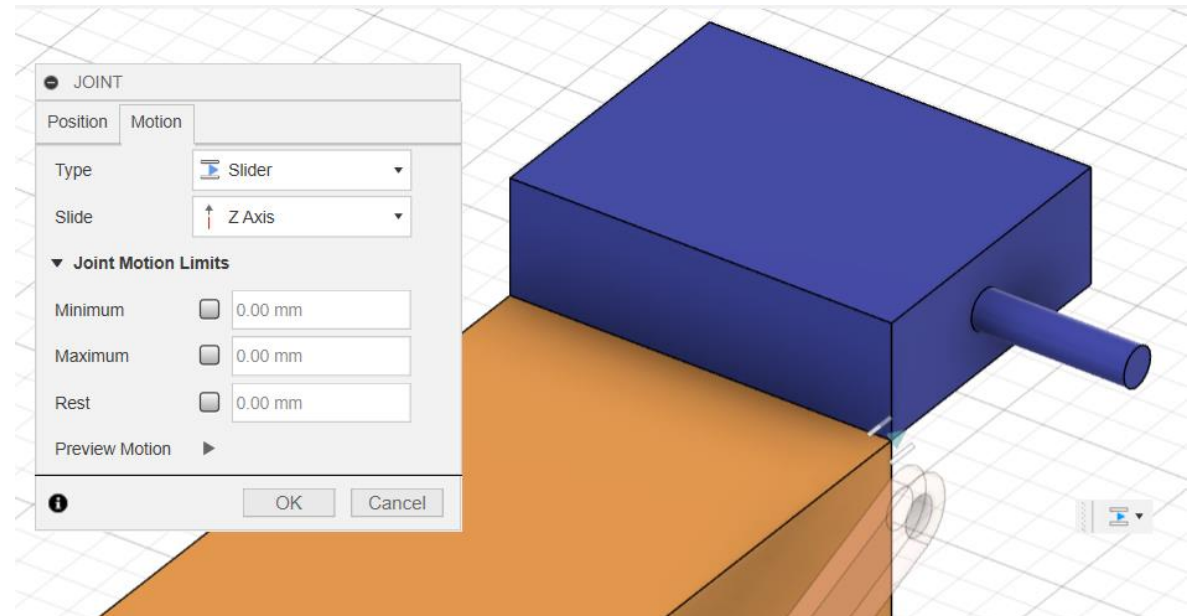 JOINT
Position Motion
Type Slider
Slide Z Axis
Joint Motion Limits
Minimum 0.00 mm
Maximum 0.00 mm
Rest 0.00 mm
Preview Motion
OK Cancel